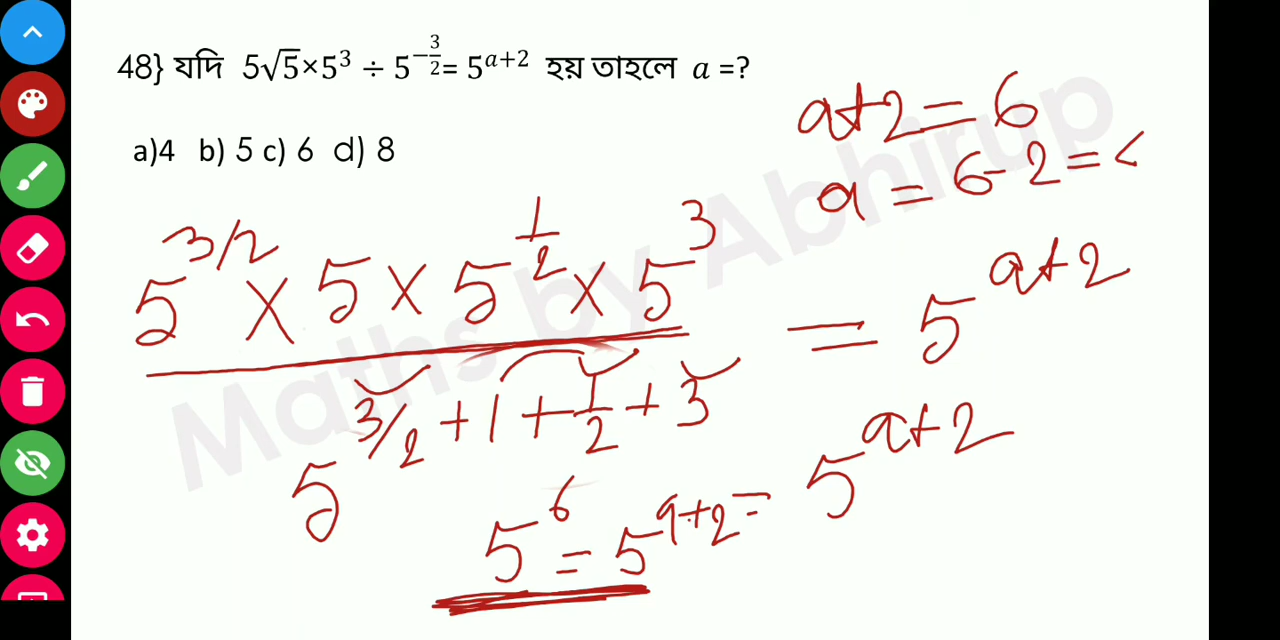 48} যদি 5√5×5³ ÷ 5^(-3/2) = 5^(a+2) হয় তাহলে a =?
a)4 b) 5 c) 6 d) 8
a+2 = 6
a = 6-2 =
5^(3/2) × 5 × 5^(1/2) × 5³ = 5^(a+2)
5^(3/2 + 1 + 1/2 + 3) = 5^(a+2)
5⁶ = 5^(a+2)
Maths by Abhirup